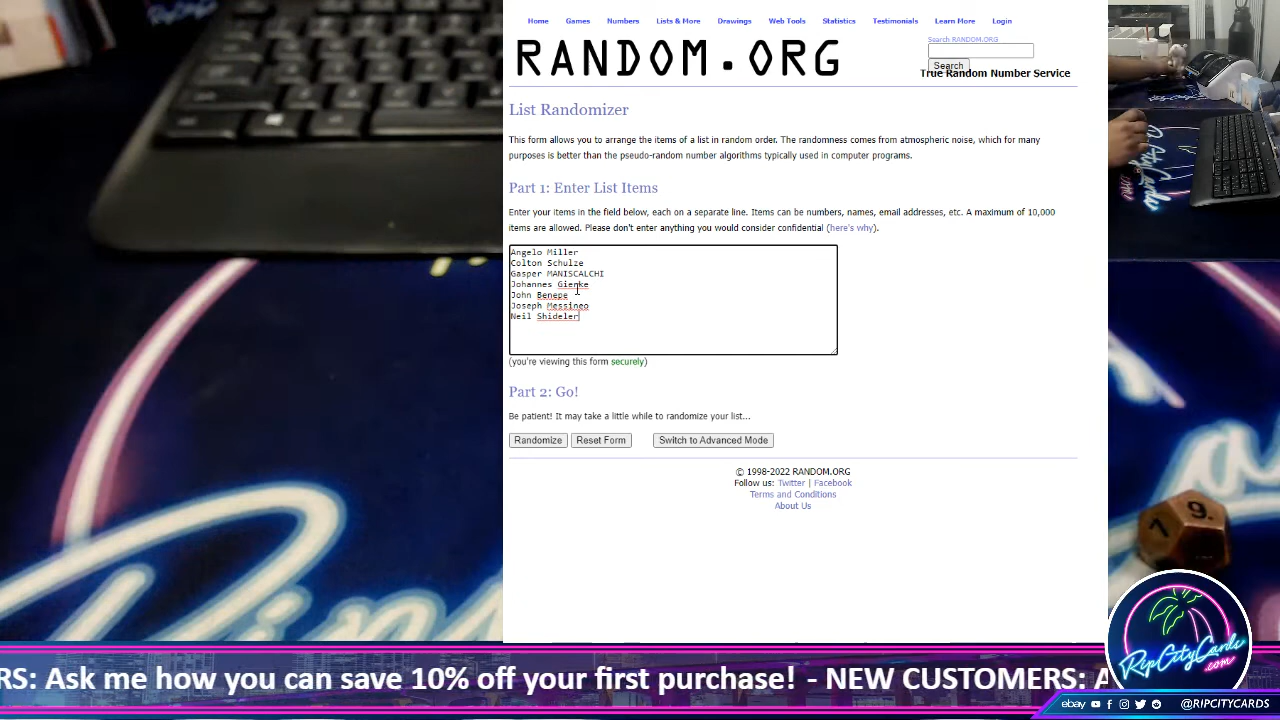 Home Games Numbers Lists & More Drawings Web Tools Statistics Testimonials Learn More Login
Search RANDOM.ORG
RANDOM.ORG
Search
True Random Number Service
List Randomizer
This form allows you to arrange the items of a list in random order. The randomness comes from atmospheric noise, which for many
purposes is better than the pseudo-random number algorithms typically used in computer programs.
Part 1: Enter List Items
Enter your items in the field below, each on a separate line. Items can be numbers, names, email addresses, etc. A maximum of 10,000
items are allowed. Please don't enter anything you would consider confidential (here's why).
Angelo Miller
Colton Schulze
Gasper MANISCALCHI
Johannes Gienke
John Benepe
Joseph Messineo
Neil Shideler
(you're viewing this form securely)
Part 2: Go!
Be patient! It may take a little while to randomize your list...
Randomize Reset Form Switch to Advanced Mode
© 1998-2022 RANDOM.ORG
Follow us: Twitter | Facebook
Terms and Conditions
About Us
1 9.
RipCityCards
.com
RS: Ask me how you can save 10% off your first purchase! - NEW CUSTOMERS: A
ebay @RIPCITYCARDS